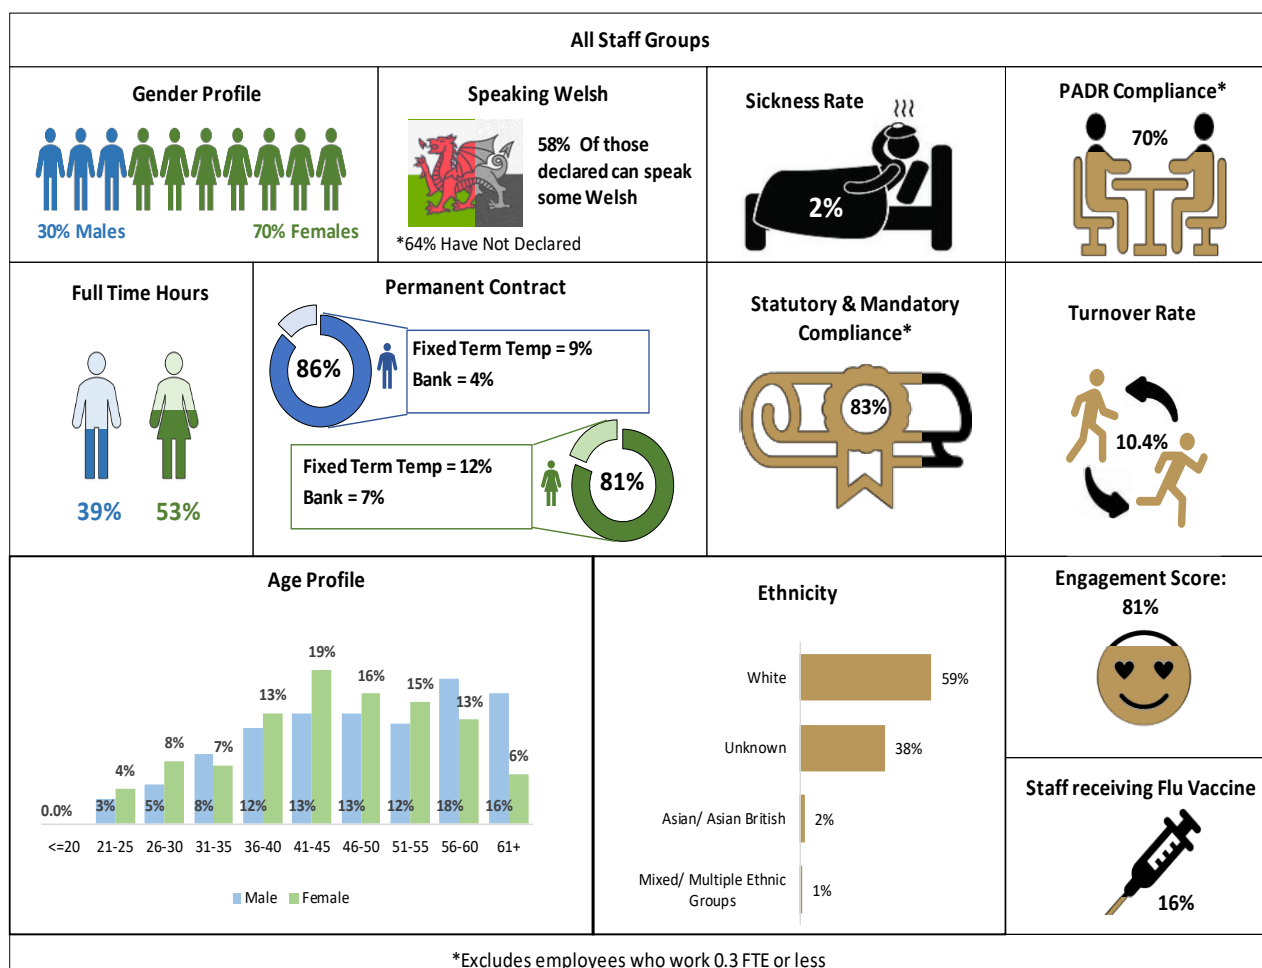 All Staff Groups
Gender Profile
30% Males
70% Females
Speaking Welsh
58% Of those
declared can speak
some Welsh
*64% Have Not Declared
Sickness Rate
2%
PADR Compliance*
70%
Full Time Hours
39%
53%
Permanent Contract
86%
Fixed Term Temp = 9%
Bank = 4%
Fixed Term Temp = 12%
Bank = 7%
81%
Statutory & Mandatory
Compliance*
83%
Turnover Rate
10.4%
Age Profile
19%
16%
15%
13%
13%
8%
7%
6%
4%
0.0%
3%
5%
8%
12%
13%
13%
12%
18%
16%
<=20
21-25
26-30
31-35
36-40
41-45
46-50
51-55
56-60
61+
Male
Female
Ethnicity
White
59%
Unknown
38%
Asian/ Asian British
2%
Mixed/ Multiple Ethnic
Groups
1%
Engagement Score:
81%
Staff receiving Flu Vaccine
16%
*Excludes employees who work 0.3 FTE or less